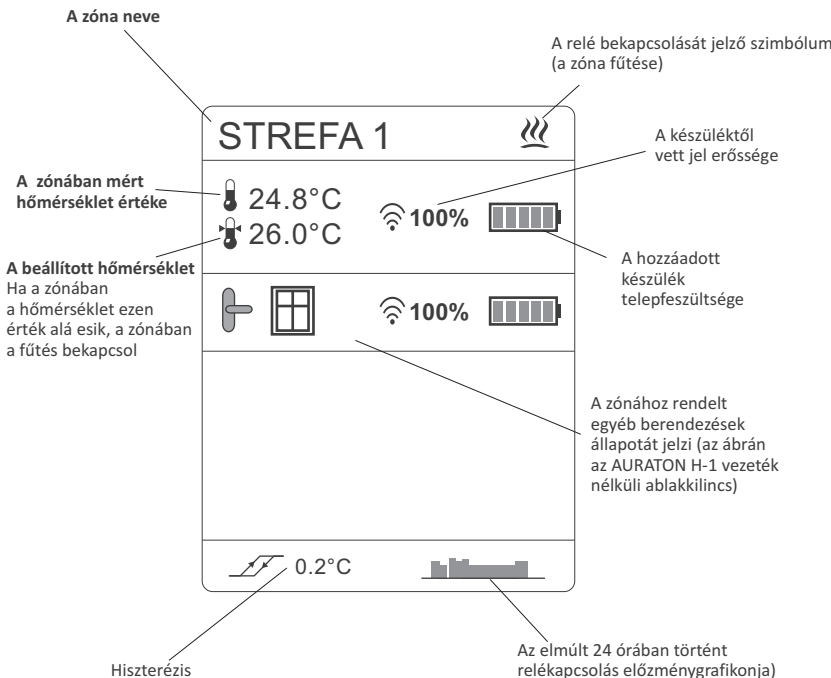 A zóna neve
A relé bekapcsolását jelző szimbólum
(a zóna fűtése)
STREFA 1
A készüléktől
vett jel erőssége
A  zónában mért
hőmérséklet értéke
24.8°C
26.0°C
100%
A beállított hőmérséklet
Ha a zónában
a hőmérséklet ezen
érték alá esik, a zónában
a fűtés bekapcsol
A hozzáadott
készülék
telepfeszültsége
100%
A zónához rendelt
egyéb berendezések
állapotát jelzi (az ábrán
az AURATON H-1 vezeték
nélküli ablakkilincs)
0.2°C
Hiszterézis
Az elmúlt 24 órában történt
relékapcsolás előzménygrafikonja)